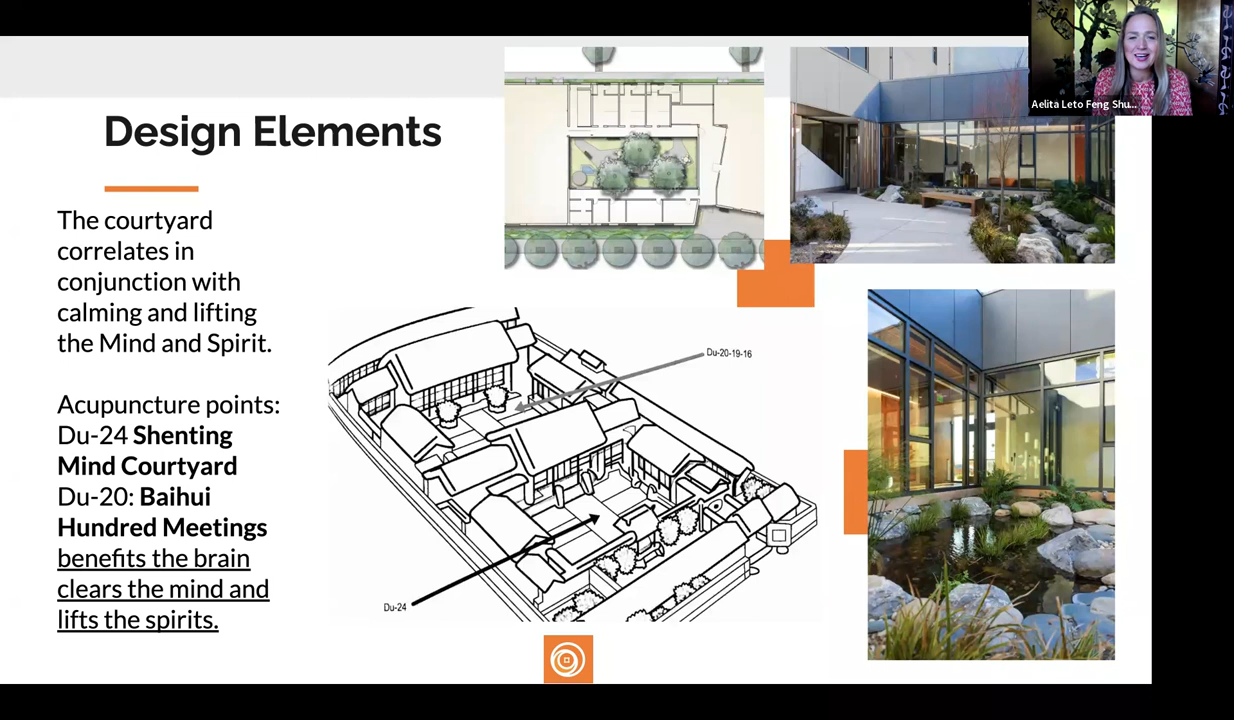 Aelita Leto Feng Shu...
Design Elements
The courtyard
correlates in
conjunction with
calming and lifting
the Mind and Spirit.
Acupuncture points:
Du-24 Shenting
Mind Courtyard
Du-20: Baihui
Hundred Meetings
benefits the brain
clears the mind and
lifts the spirits.
Du-20-19-16
Du-24